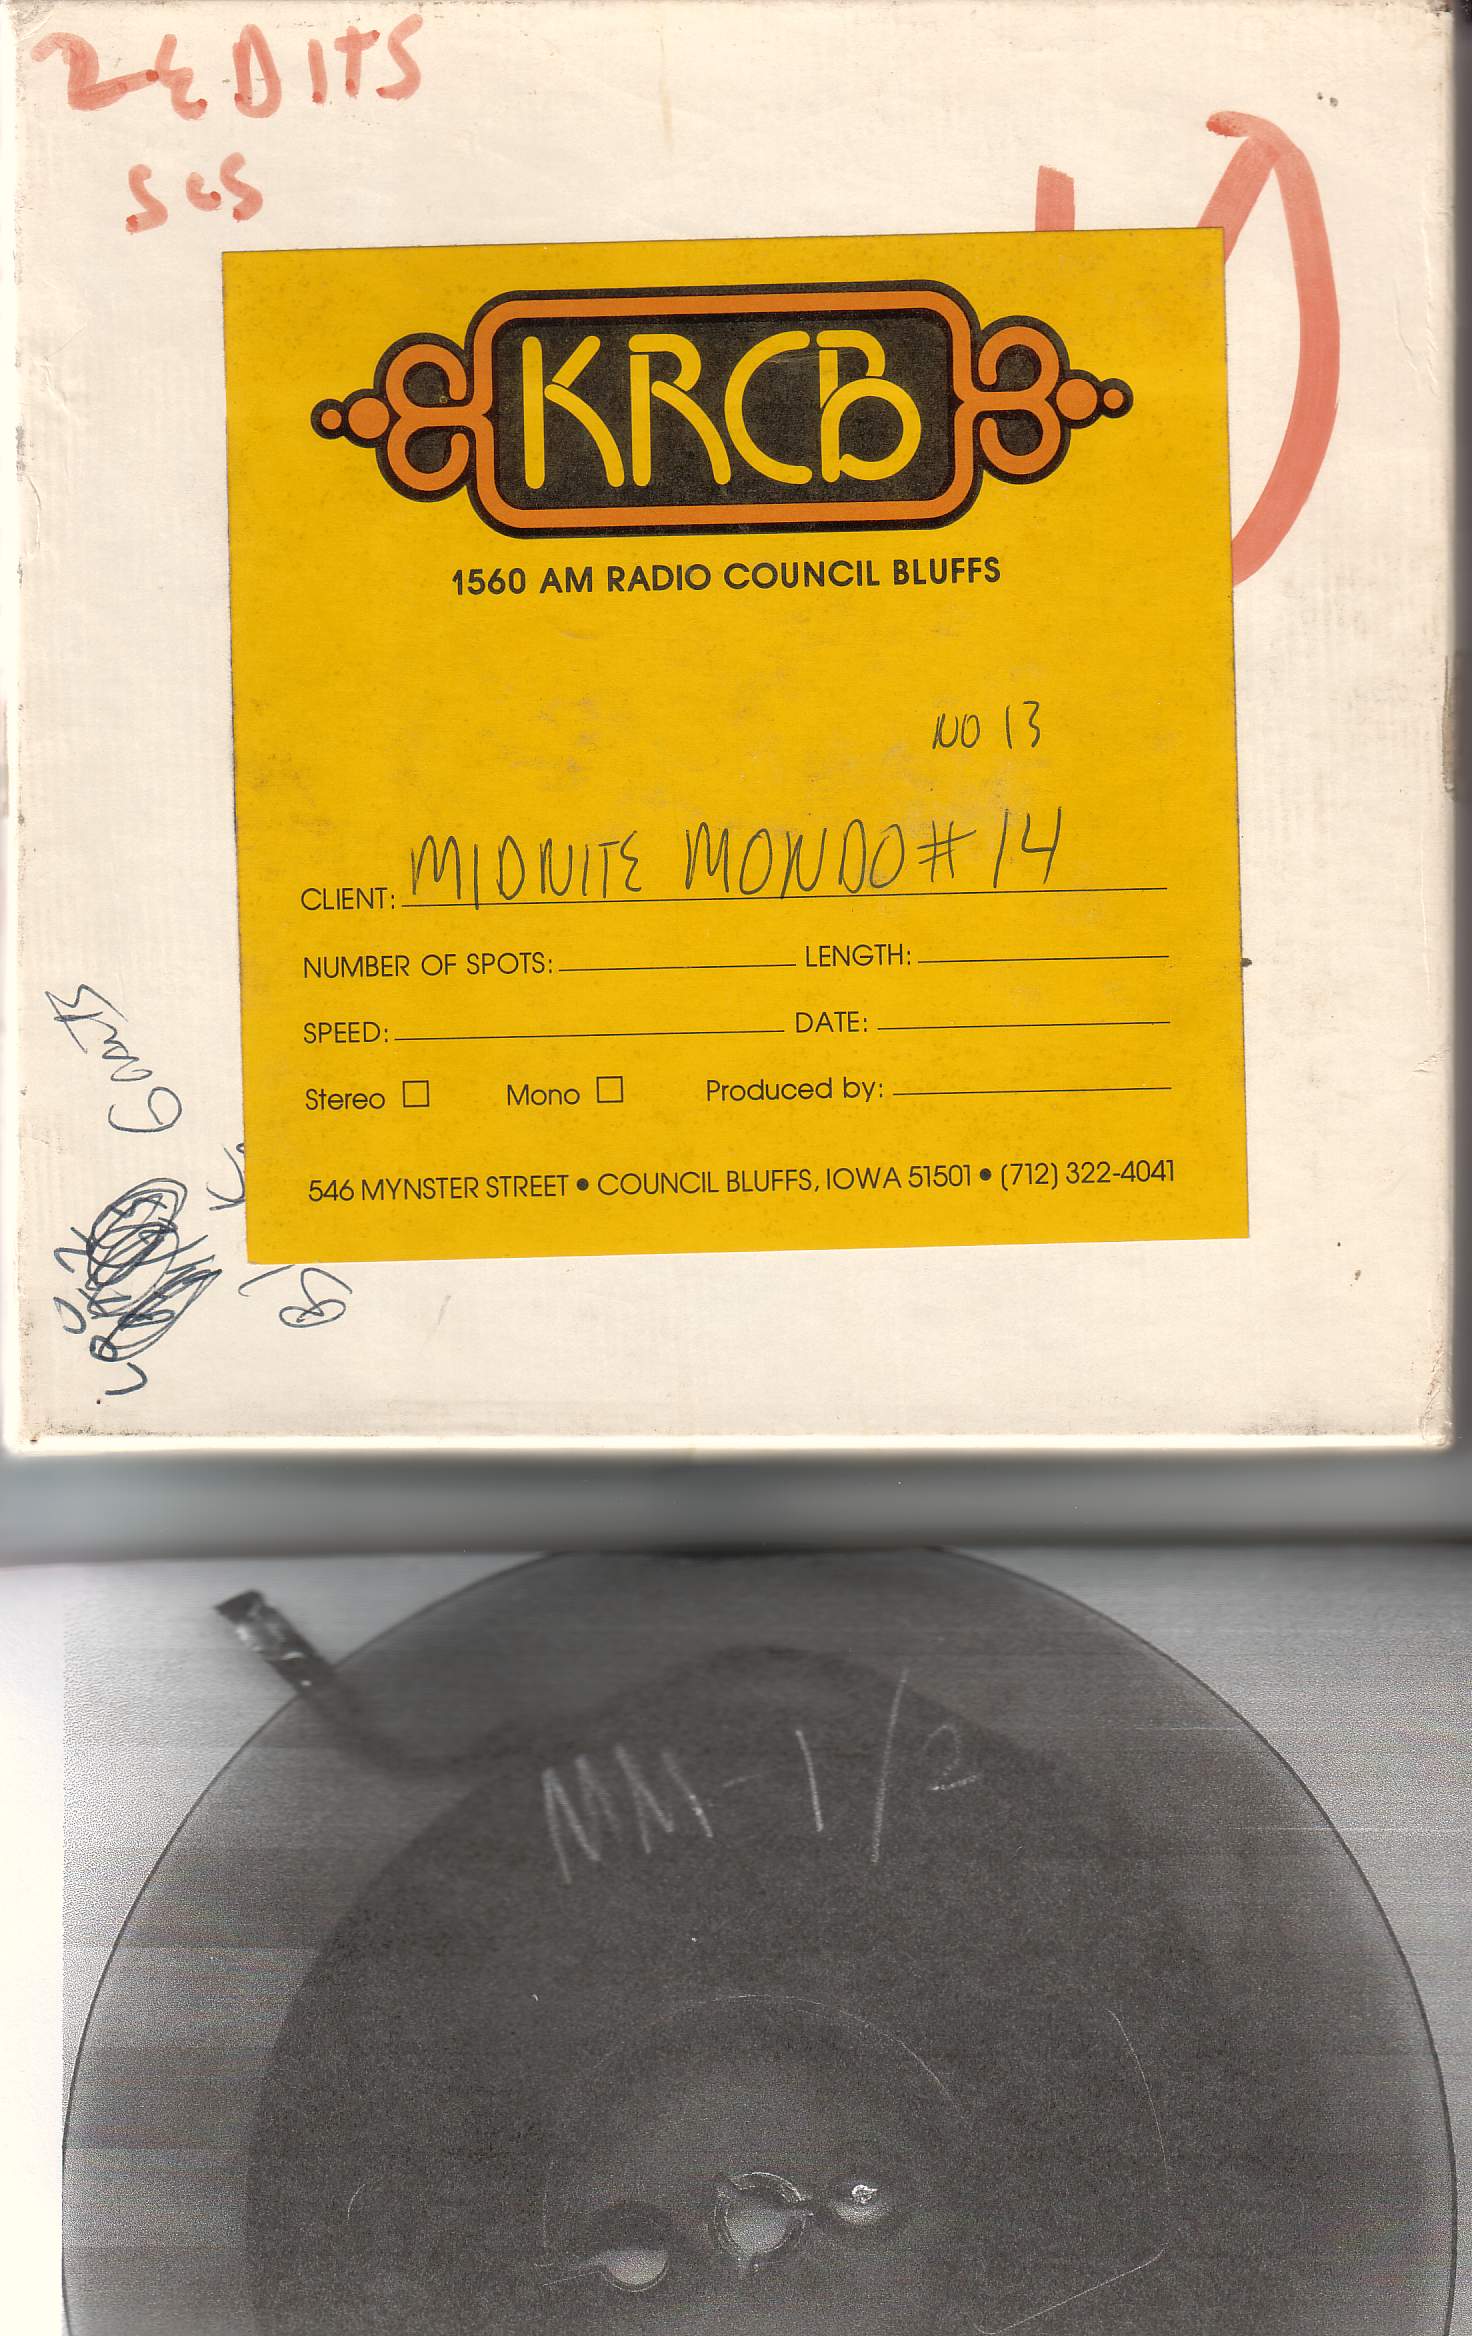 2 EDITS
SCS
KRCB
1560 AM RADIO COUNCIL BLUFFS
NO 13
CLIENT: MIDNITE MONDO # 14
NUMBER OF SPOTS: LENGTH:
SPEED: DATE:
Stereo Mono Produced by:
546 MYNSTER STREET • COUNCIL BLUFFS, IOWA 51501 • (712) 322-4041
MM-1/2